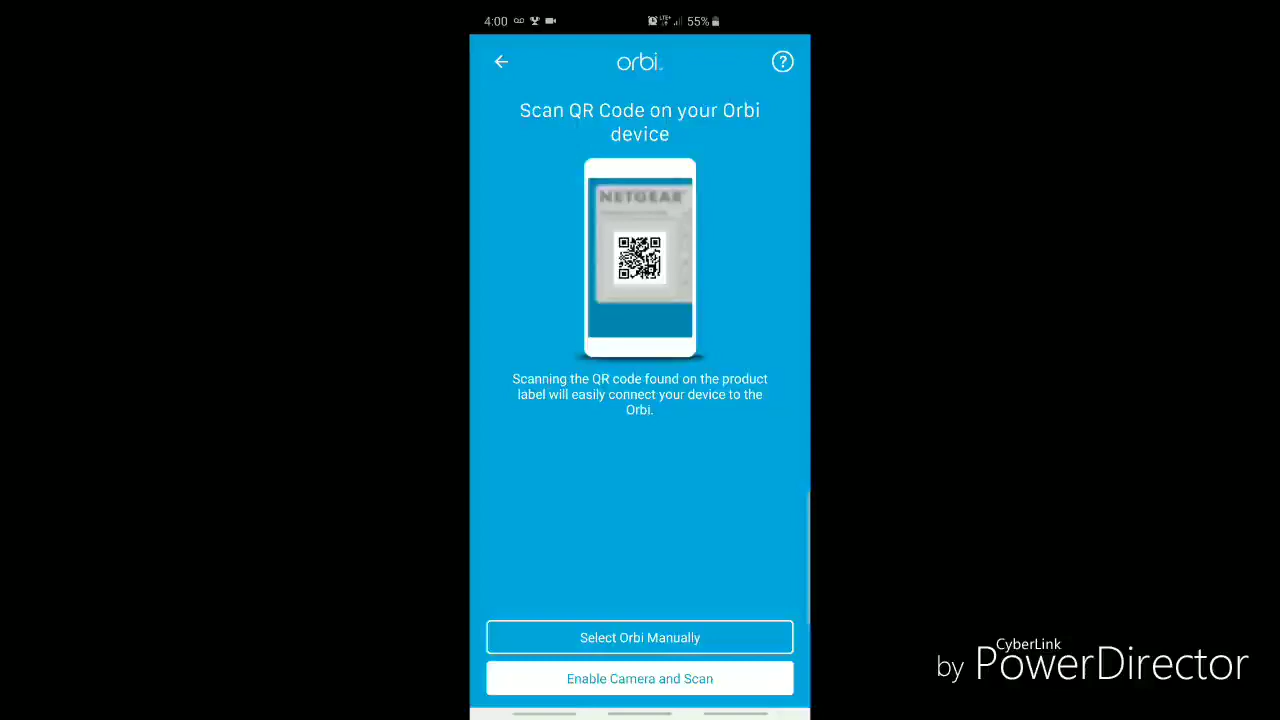 4:00 LTE+ 55%
orbi
?
Scan QR Code on your Orbi
device
NETGEAR
Scanning the QR code found on the product
label will easily connect your device to the
Orbi.
Select Orbi Manually
Enable Camera and Scan
CyberLink
by PowerDirector